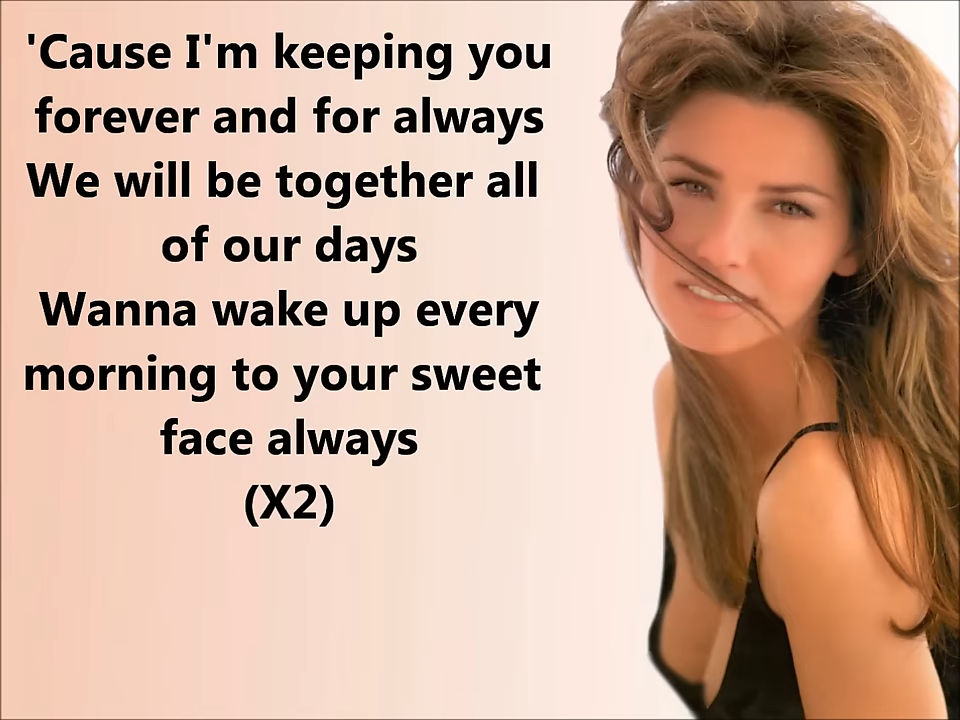 'Cause I'm keeping you
forever and for always
We will be together all
of our days
Wanna wake up every
morning to your sweet
face always
(X2)